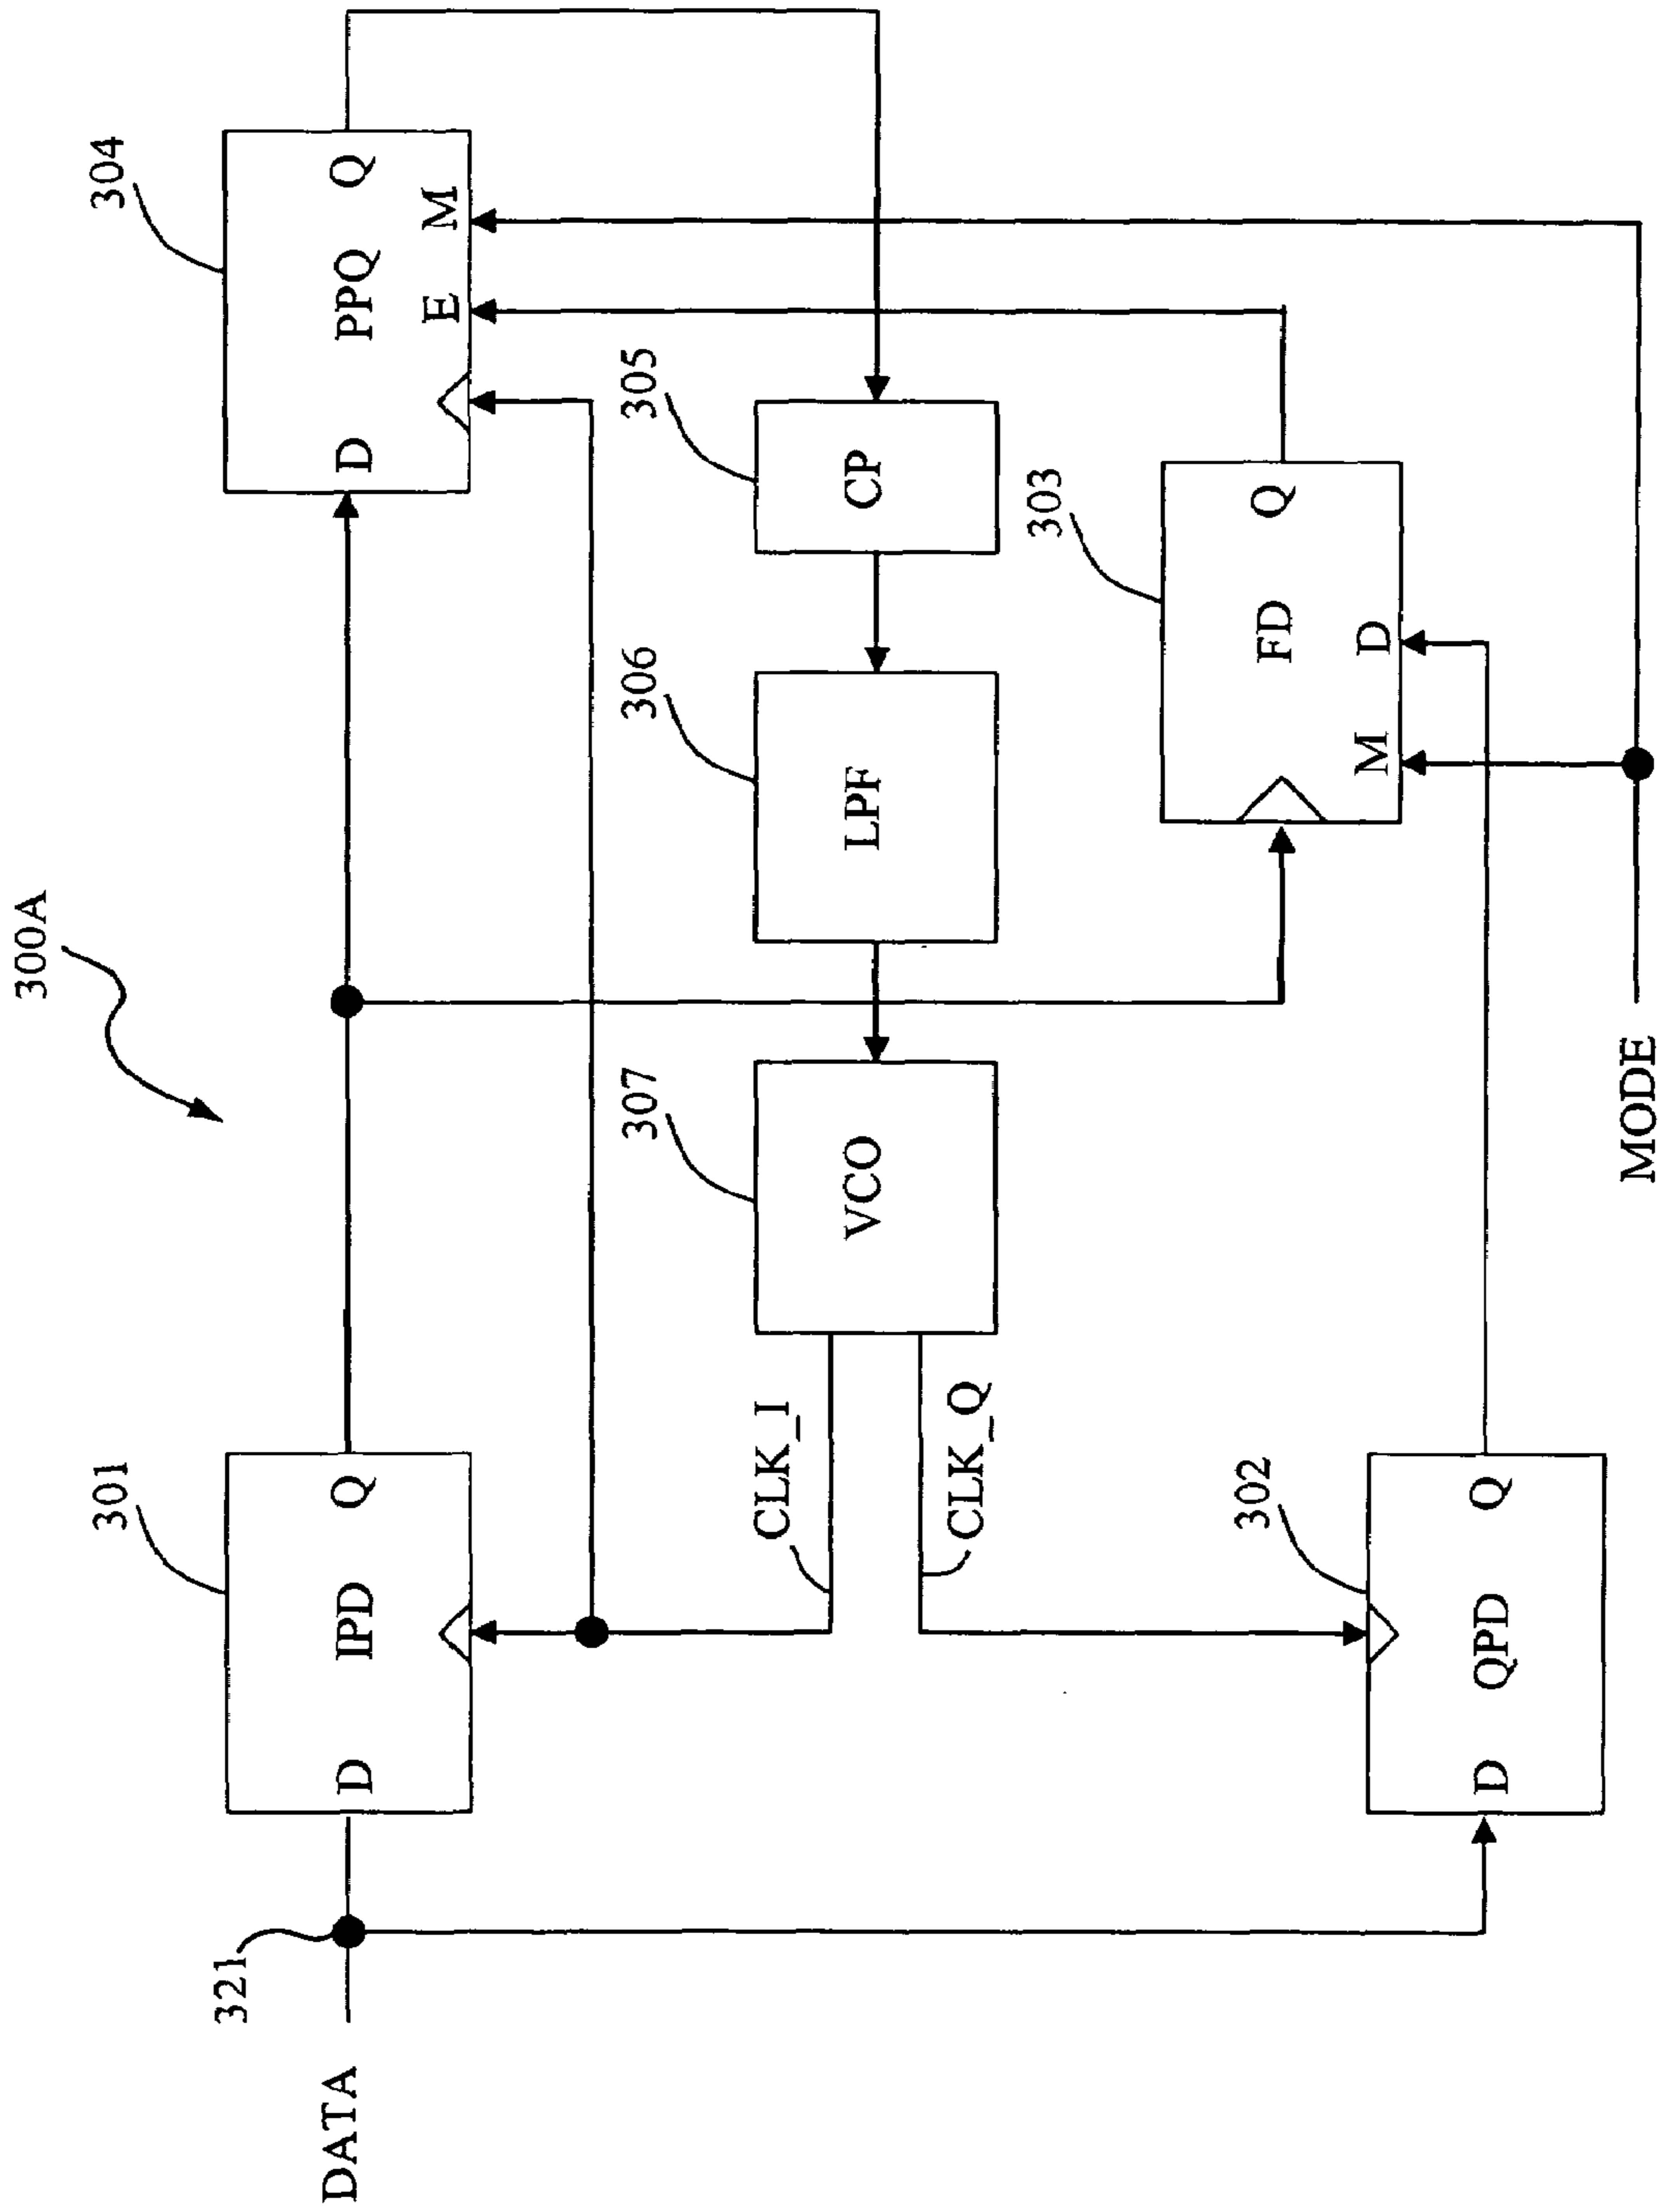 300A
301
304
DATA
321
D IPD Q
D PPQ Q
E M
CLK_I
CLK_Q
307
VCO
306
LPF
305
CP
303
FD Q
M D
302
D QPD Q
MODE